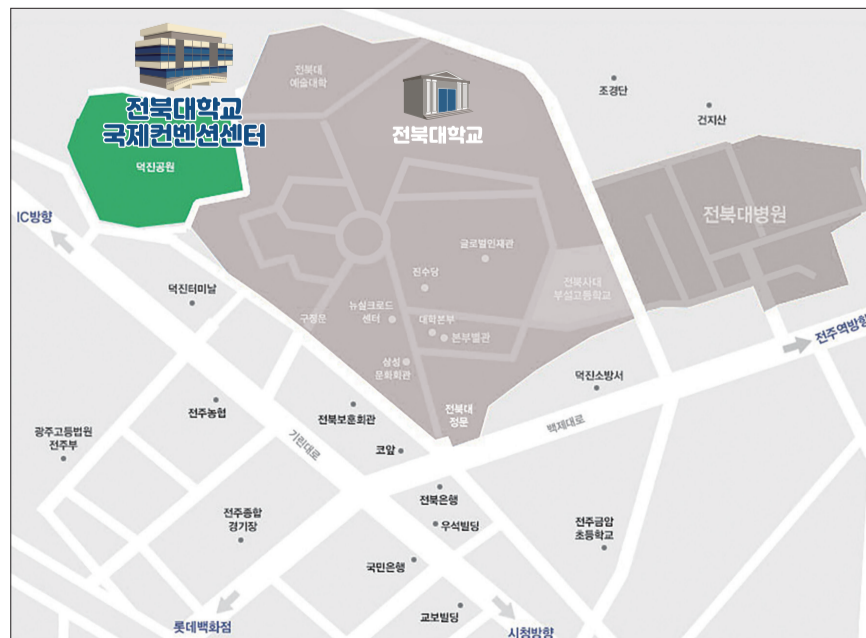 전북대
예술대학
전북대학교
국제컨벤션센터
전북대학교
조경단
건지산
덕진공원
전북대병원
IC방향
글로벌인재관
진수당
전북사대
부설고등학교
덕진터미널
뉴실크로드
센터
구정문
대학본부
본부별관
전주역방향
삼성
문화회관
덕진소방서
전주농협
전북보훈회관
전북대
정문
백제대로
광주고등법원
전주부
기린대로
코앞
전북은행
전주종합
경기장
우석빌딩
전주금암
초등학교
국민은행
교보빌딩
롯데백화점
시청방향